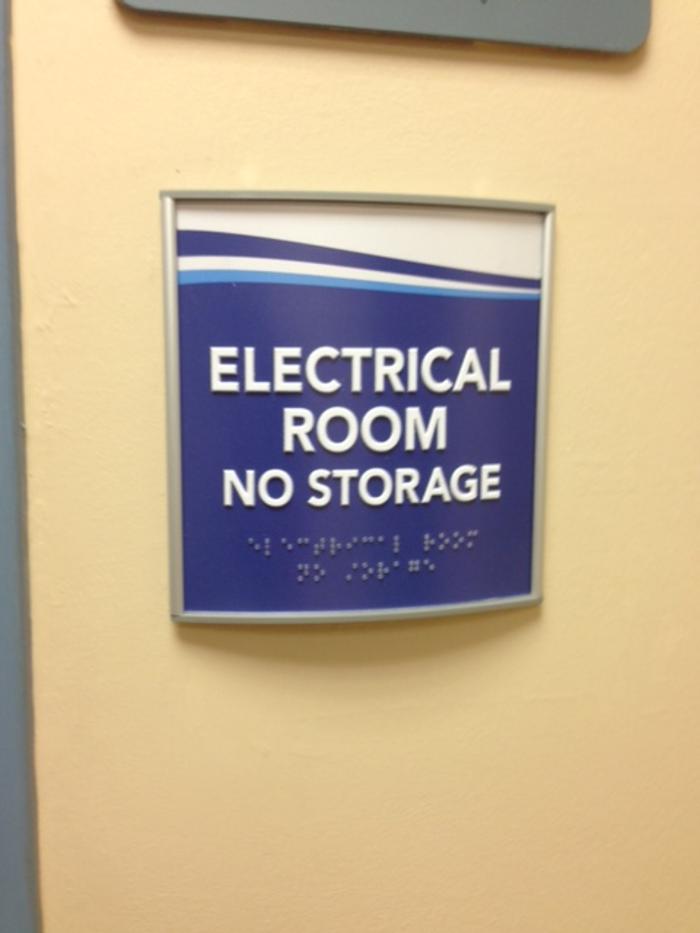 ELECTRICAL
ROOM
NO STORAGE
⠑⠇⠑⠉⠞⠗⠊⠉⠁⠇ ⠗⠕⠕⠍
⠝⠕ ⠌⠕⠗⠁⠛⠑